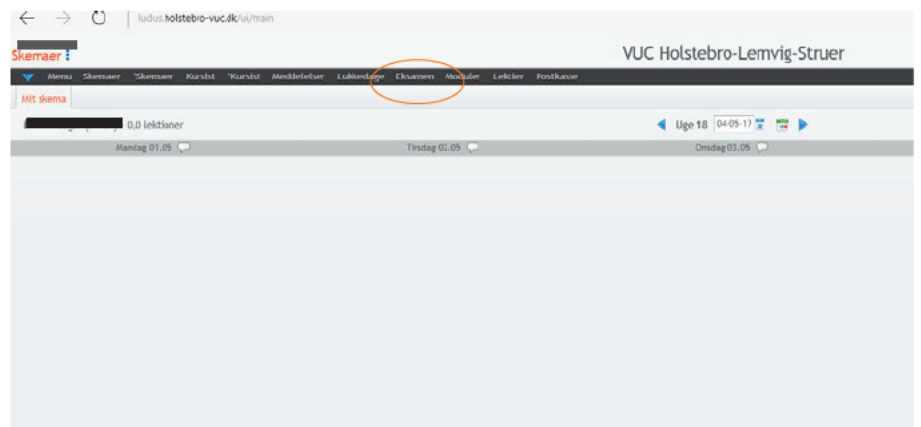 ludus.holstebro-vuc.dk/ui/main
Skemaer
VUC Holstebro-Lemvig-Struer
Menu Skemaer 'Skemaer Kursist 'Kursist Meddelelser Lukkedage Eksamen Moduler Lektier Postkasse
Mit skema
0,0 lektioner
Uge 18 04-05-17
Mandag 01.05 Tirsdag 02.05 Onsdag 03.05